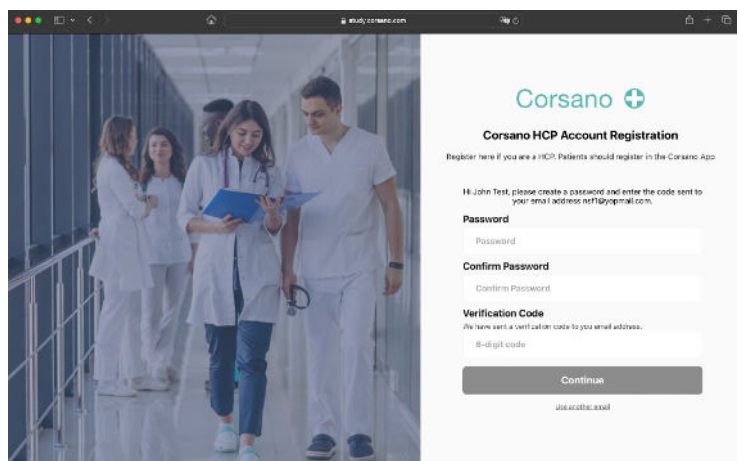 study.corsano.com
Corsano
Corsano HCP Account Registration
Register here if you are a HCP. Patients should register in the Corsano App
Hi John Test, please create a password and enter the code sent to
your email address nsf1@yopmail.com.
Password
Password
Confirm Password
Confirm Password
Verification Code
We have sent a verification code to you email address.
6-digit code
Continue
Use another email